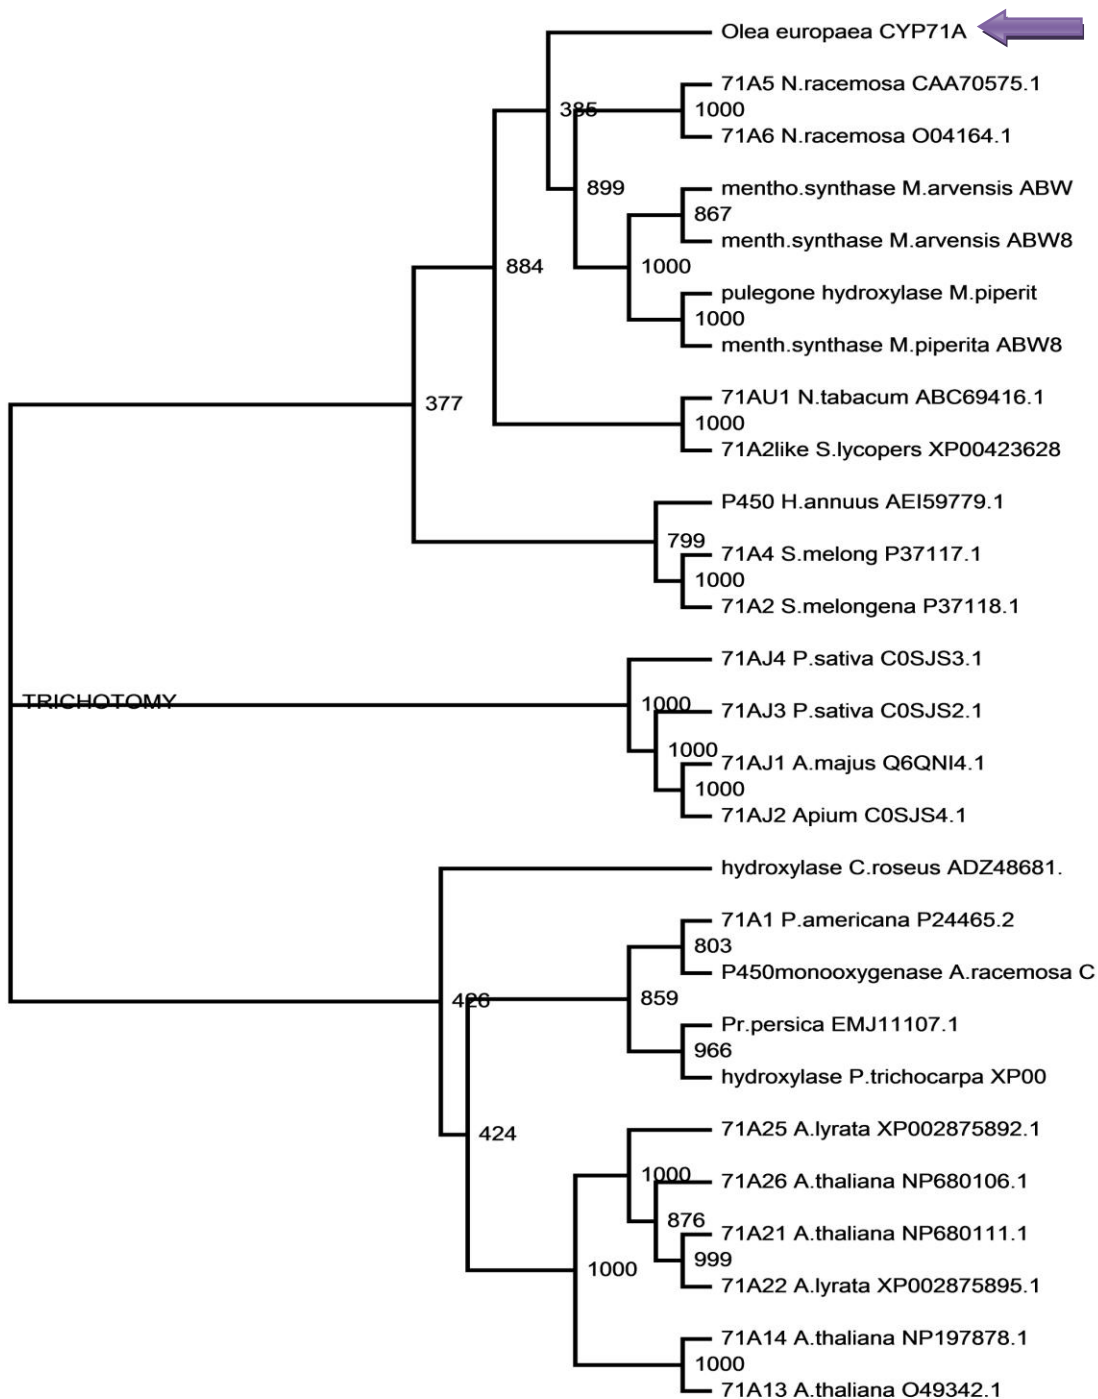 Olea europaea CYP71A
385
71A5 N.racemosa CAA70575.1
1000
71A6 N.racemosa O04164.1
899
mentho.synthase M.arvensis ABW
867
menth.synthase M.arvensis ABW8
884
1000
pulegone hydroxylase M.piperit
1000
menth.synthase M.piperita ABW8
377
71AU1 N.tabacum ABC69416.1
1000
71A2like S.lycopers XP00423628
P450 H.annuus AEI59779.1
799
71A4 S.melong P37117.1
1000
71A2 S.melongena P37118.1
71AJ4 P.sativa C0SJS3.1
TRICHOTOMY
1000
71AJ3 P.sativa C0SJS2.1
1000
71AJ1 A.majus Q6QNI4.1
1000
71AJ2 Apium C0SJS4.1
hydroxylase C.roseus ADZ48681.
71A1 P.americana P24465.2
803
P450monooxygenase A.racemosa C
426
859
Pr.persica EMJ11107.1
966
hydroxylase P.trichocarpa XP00
424
71A25 A.lyrata XP002875892.1
1000
71A26 A.thaliana NP680106.1
876
71A21 A.thaliana NP680111.1
999
1000
71A22 A.lyrata XP002875895.1
71A14 A.thaliana NP197878.1
1000
71A13 A.thaliana O49342.1